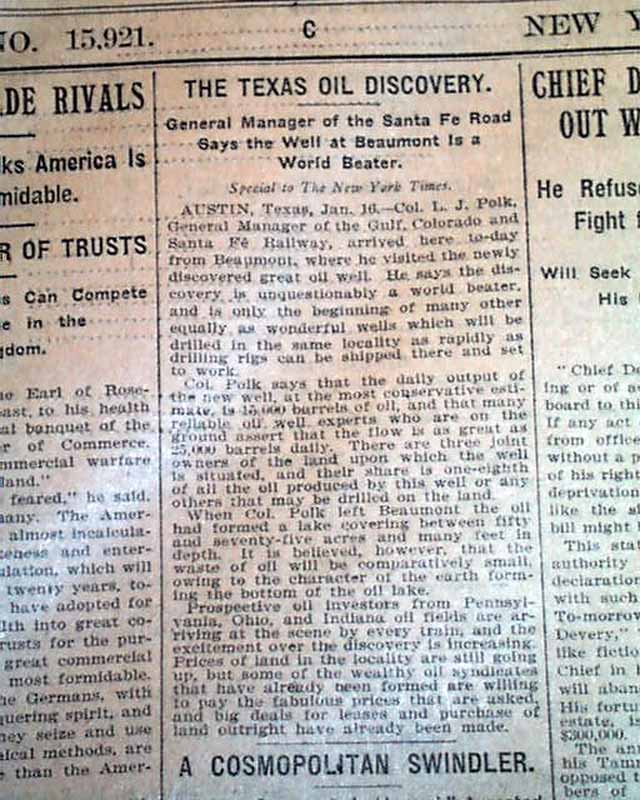 NO. 15,921.
C
NEW Y
DE RIVALS
ks America Is
midable.
R OF TRUSTS
s Can Compete
e in the
gdom.
he Earl of Rose-
ast, to his health
al banquet of the
r of Commerce.
mmercial warfare
land."
feared," he said.
many. The Amer-
almost incalcula-
teness and enter-
ulation, which will
twenty years, to-
have adopted for
lth into great co-
rusts for the pur-
great commercial
most formidable.
he Germans, with
quering spirit, and
hey seize and use
ical methods, are
e than the Amer-
THE TEXAS OIL DISCOVERY.
General Manager of the Santa Fe Road
Says the Well at Beaumont Is a
World Beater.
Special to The New York Times.
AUSTIN, Texas, Jan. 16.—Col. L. J. Polk,
General Manager of the Gulf, Colorado and
Santa Fé Railway, arrived here to-day
from Beaumont, where he visited the newly
discovered great oil well. He says the dis-
covery is unquestionably a world beater,
and is only the beginning of many other
equally as wonderful wells which will be
drilled in the same locality as rapidly as
drilling rigs can be shipped there and set
to work.
Col. Polk says that the daily output of
the new well, at the most conservative esti-
mate, is 15,000 barrels of oil, and that many
reliable oil well experts who are on the
ground assert that the flow is as great as
25,000 barrels daily. There are three joint
owners of the land upon which the well
is situated, and their share is one-eighth
of all the oil produced by this well or any
others that may be drilled on the land.
When Col. Polk left Beaumont the oil
had formed a lake covering between fifty
and seventy-five acres and many feet in
depth. It is believed, however, that the
waste of oil will be comparatively small,
owing to the character of the earth form-
ing the bottom of the oil lake.
Prospective oil investors from Pennsyl-
vania, Ohio, and Indiana oil fields are ar-
riving at the scene by every train, and the
excitement over the discovery is increasing.
Prices of land in the locality are still going
up, but some of the wealthy oil syndicates
that have already been formed are willing
to pay the fabulous prices that are asked,
and big deals for leases and purchase of
land outright have already been made.
A COSMOPOLITAN SWINDLER.
CHIEF D
OUT W
He Refuse
Fight f
Will Seek
His
"Chief De
ing or of a
board to thi
If any act
from office
without a p
of his right
deprivation
like the si
bill might
This stat
authority
declaration
with such
To-morrow
Devery,"
like fictio
Chief in
will aban
His fortu
estate, is
$300,000.
The ann
his Tamm
opposed
bers of